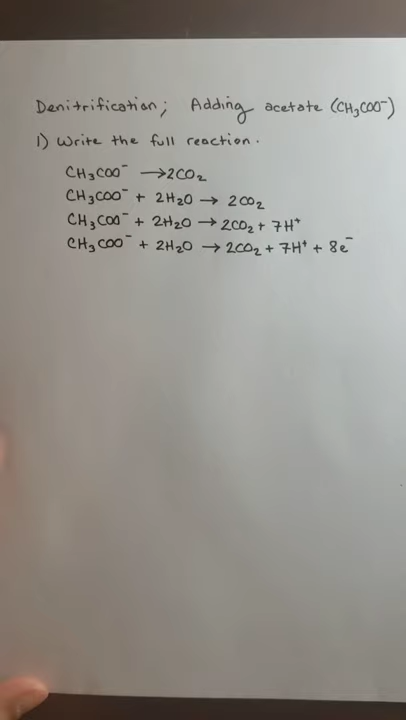 Denitrification; Adding acetate (CH₃COO⁻)
1) Write the full reaction.
CH₃COO⁻ → 2CO₂
CH₃COO⁻ + 2H₂O → 2CO₂
CH₃COO⁻ + 2H₂O → 2CO₂ + 7H⁺
CH₃COO⁻ + 2H₂O → 2CO₂ + 7H⁺ + 8e⁻